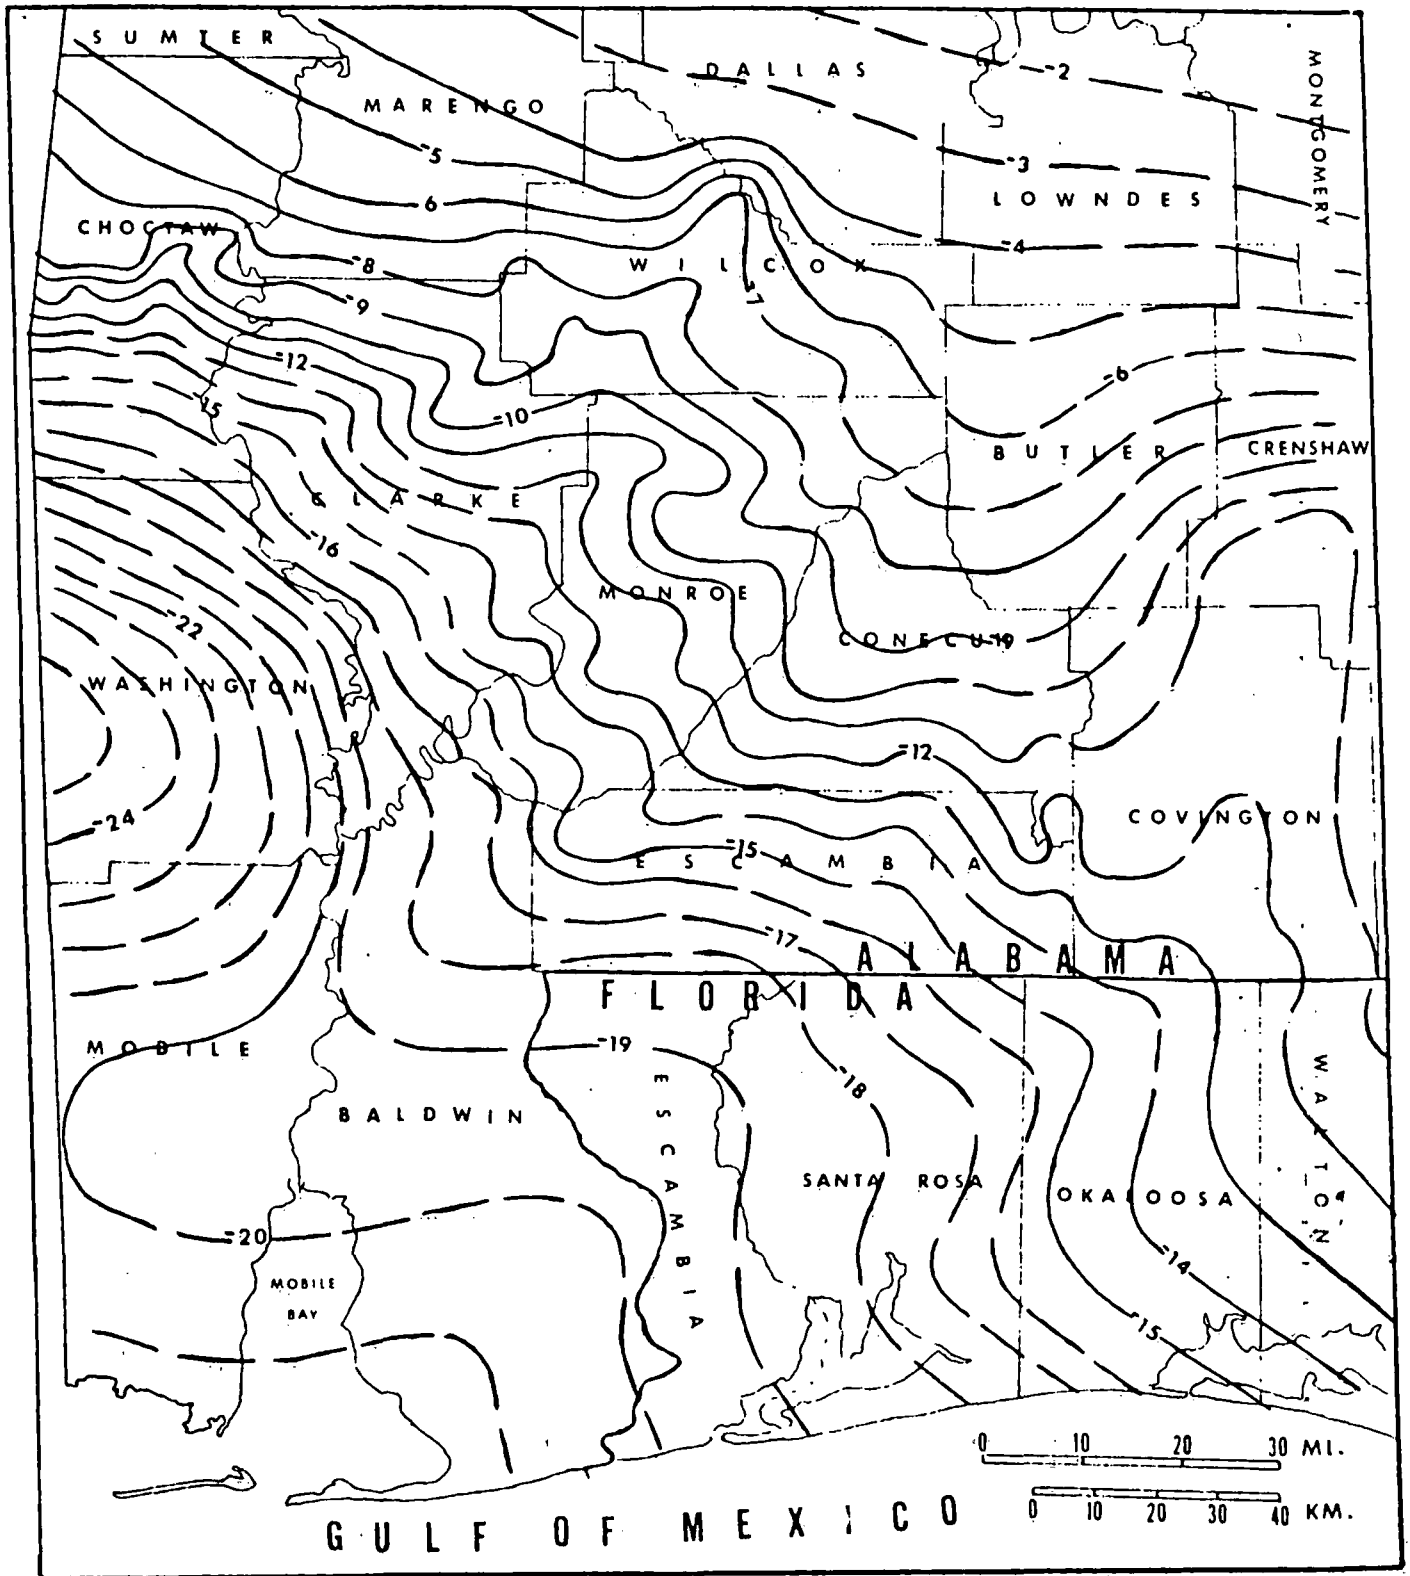 SUMTER
DALLAS
MONTGOMERY
-2
MARENGO
-5
-3
LOWNDES
-6
CHOCTAW
-4
-8
WILCOX
-9
-7
-12
-6
-15
-10
BUTLER
CRENSHAW
CLARKE
-16
MONROE
-22
CONECUH
-9
WASHINGTON
-12
-24
COVINGTON
-15
ESCAMBIA
-17
ALABAMA
FLORIDA
MOBILE
-19
-18
WALTON
BALDWIN
ESCAMBIA
SANTA ROSA
OKALOOSA
-20
-14
MOBILE
BAY
-15
0 10 20 30 MI.
0 10 20 30 40 KM.
GULF OF MEXICO